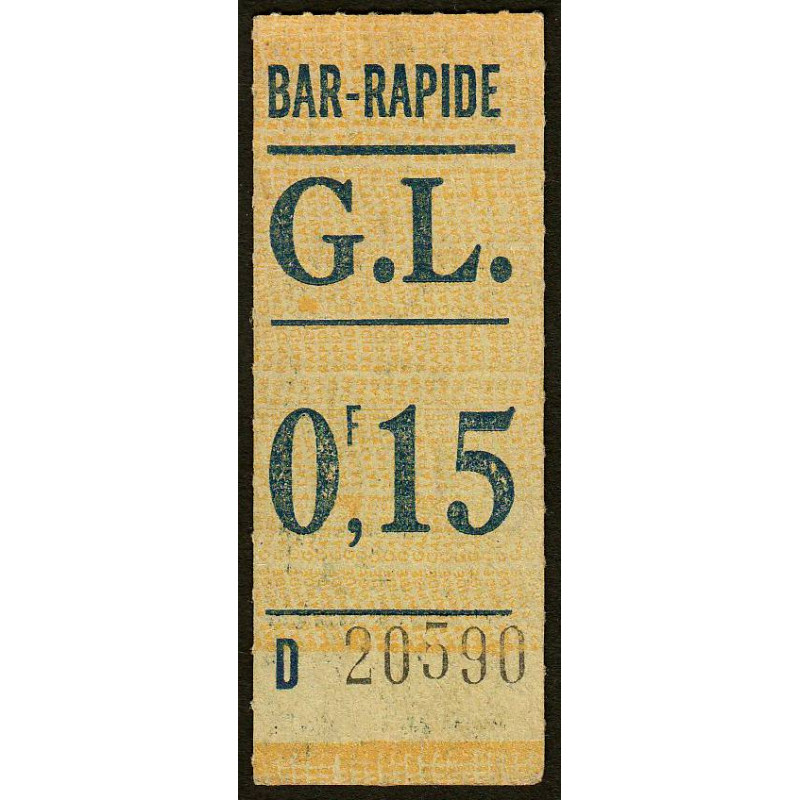 BAR-RAPIDE
G.L.
0F,15
D 20590